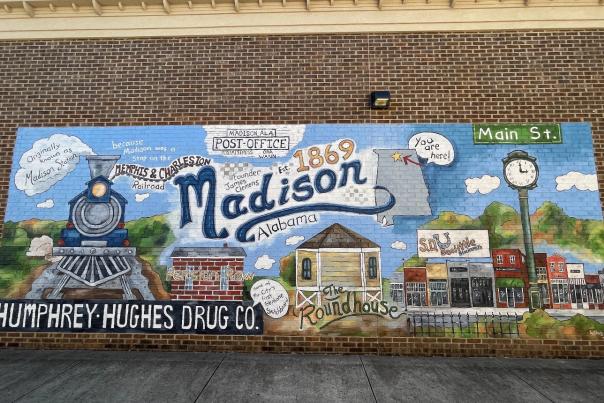 Originally
known as
Madison Station
because
Madison was a
stop on the
MEMPHIS & CHARLESTON
Railroad
MADISON, ALA
POST-OFFICE
Founder
James
Clemens
Est.
1869
Madison
Alabama
You are
here!
Main St.
HUMPHREY-HUGHES DRUG CO.
The
Roundhouse